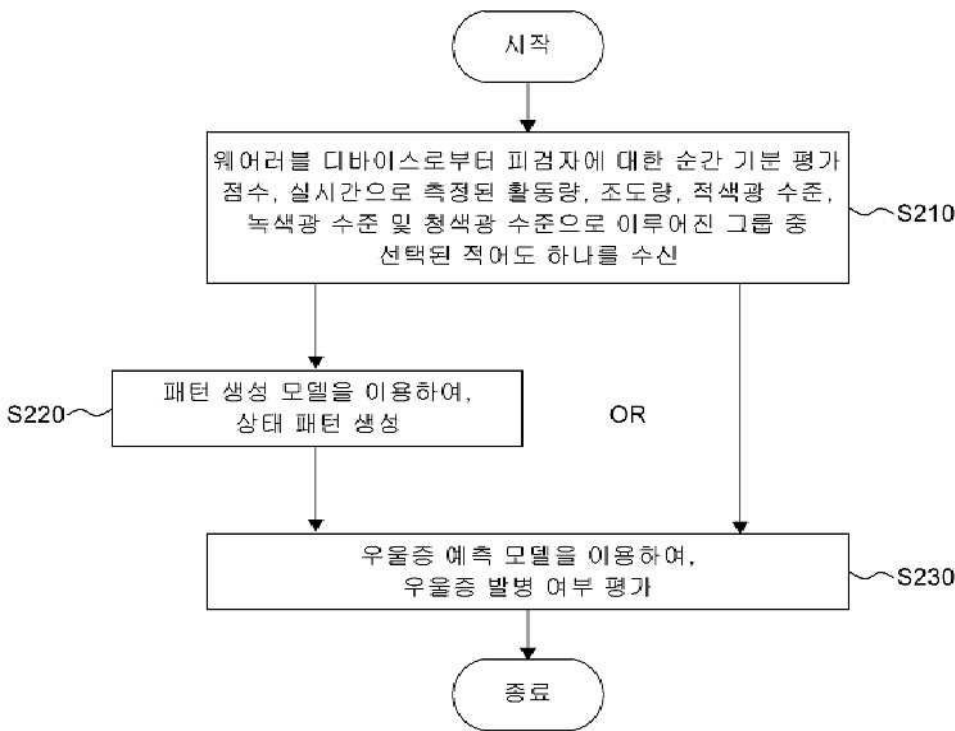 시작
웨어러블 디바이스로부터 피검자에 대한 순간 기분 평가
점수, 실시간으로 측정된 활동량, 조도량, 적색광 수준,
녹색광 수준 및 청색광 수준으로 이루어진 그룹 중
선택된 적어도 하나를 수신
S210
패턴 생성 모델을 이용하여,
상태 패턴 생성
S220
OR
우울증 예측 모델을 이용하여,
우울증 발병 여부 평가
S230
종료